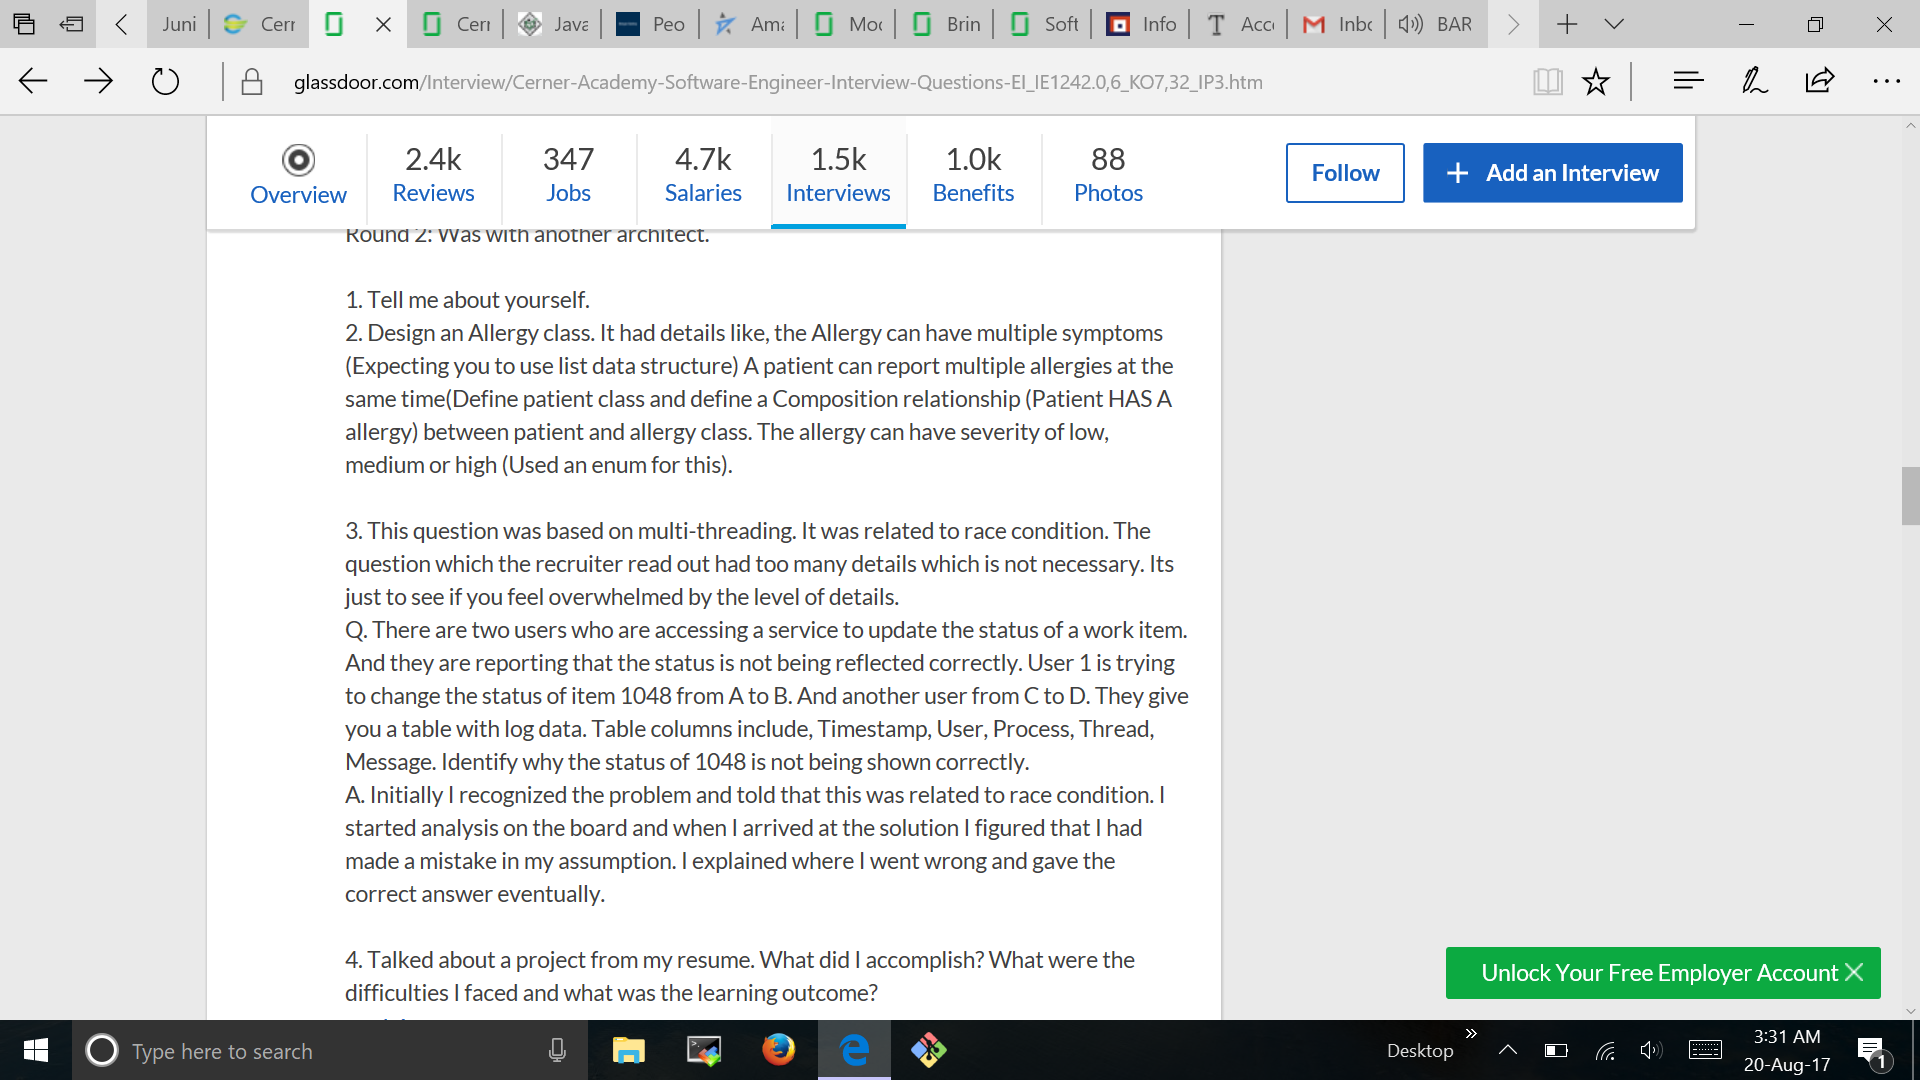 Juni
Cerr
Cerr
Java
Peo
Ama
Moc
Brin
Soft
Info
T
Acc
Inbc
BAR
glassdoor.com/Interview/Cerner-Academy-Software-Engineer-Interview-Questions-EI_IE1242.0,6_KO7,32_IP3.htm
Overview
2.4k
Reviews
347
Jobs
4.7k
Salaries
1.5k
Interviews
1.0k
Benefits
88
Photos
Follow
+ Add an Interview
Round 2: Was with another architect.
1. Tell me about yourself.
2. Design an Allergy class. It had details like, the Allergy can have multiple symptoms
(Expecting you to use list data structure) A patient can report multiple allergies at the
same time(Define patient class and define a Composition relationship (Patient HAS A
allergy) between patient and allergy class. The allergy can have severity of low,
medium or high (Used an enum for this).
3. This question was based on multi-threading. It was related to race condition. The
question which the recruiter read out had too many details which is not necessary. Its
just to see if you feel overwhelmed by the level of details.
Q. There are two users who are accessing a service to update the status of a work item.
And they are reporting that the status is not being reflected correctly. User 1 is trying
to change the status of item 1048 from A to B. And another user from C to D. They give
you a table with log data. Table columns include, Timestamp, User, Process, Thread,
Message. Identify why the status of 1048 is not being shown correctly.
A. Initially I recognized the problem and told that this was related to race condition. I
started analysis on the board and when I arrived at the solution I figured that I had
made a mistake in my assumption. I explained where I went wrong and gave the
correct answer eventually.
4. Talked about a project from my resume. What did I accomplish? What were the
difficulties I faced and what was the learning outcome?
Unlock Your Free Employer Account
Type here to search
Desktop
3:31 AM
20-Aug-17
1